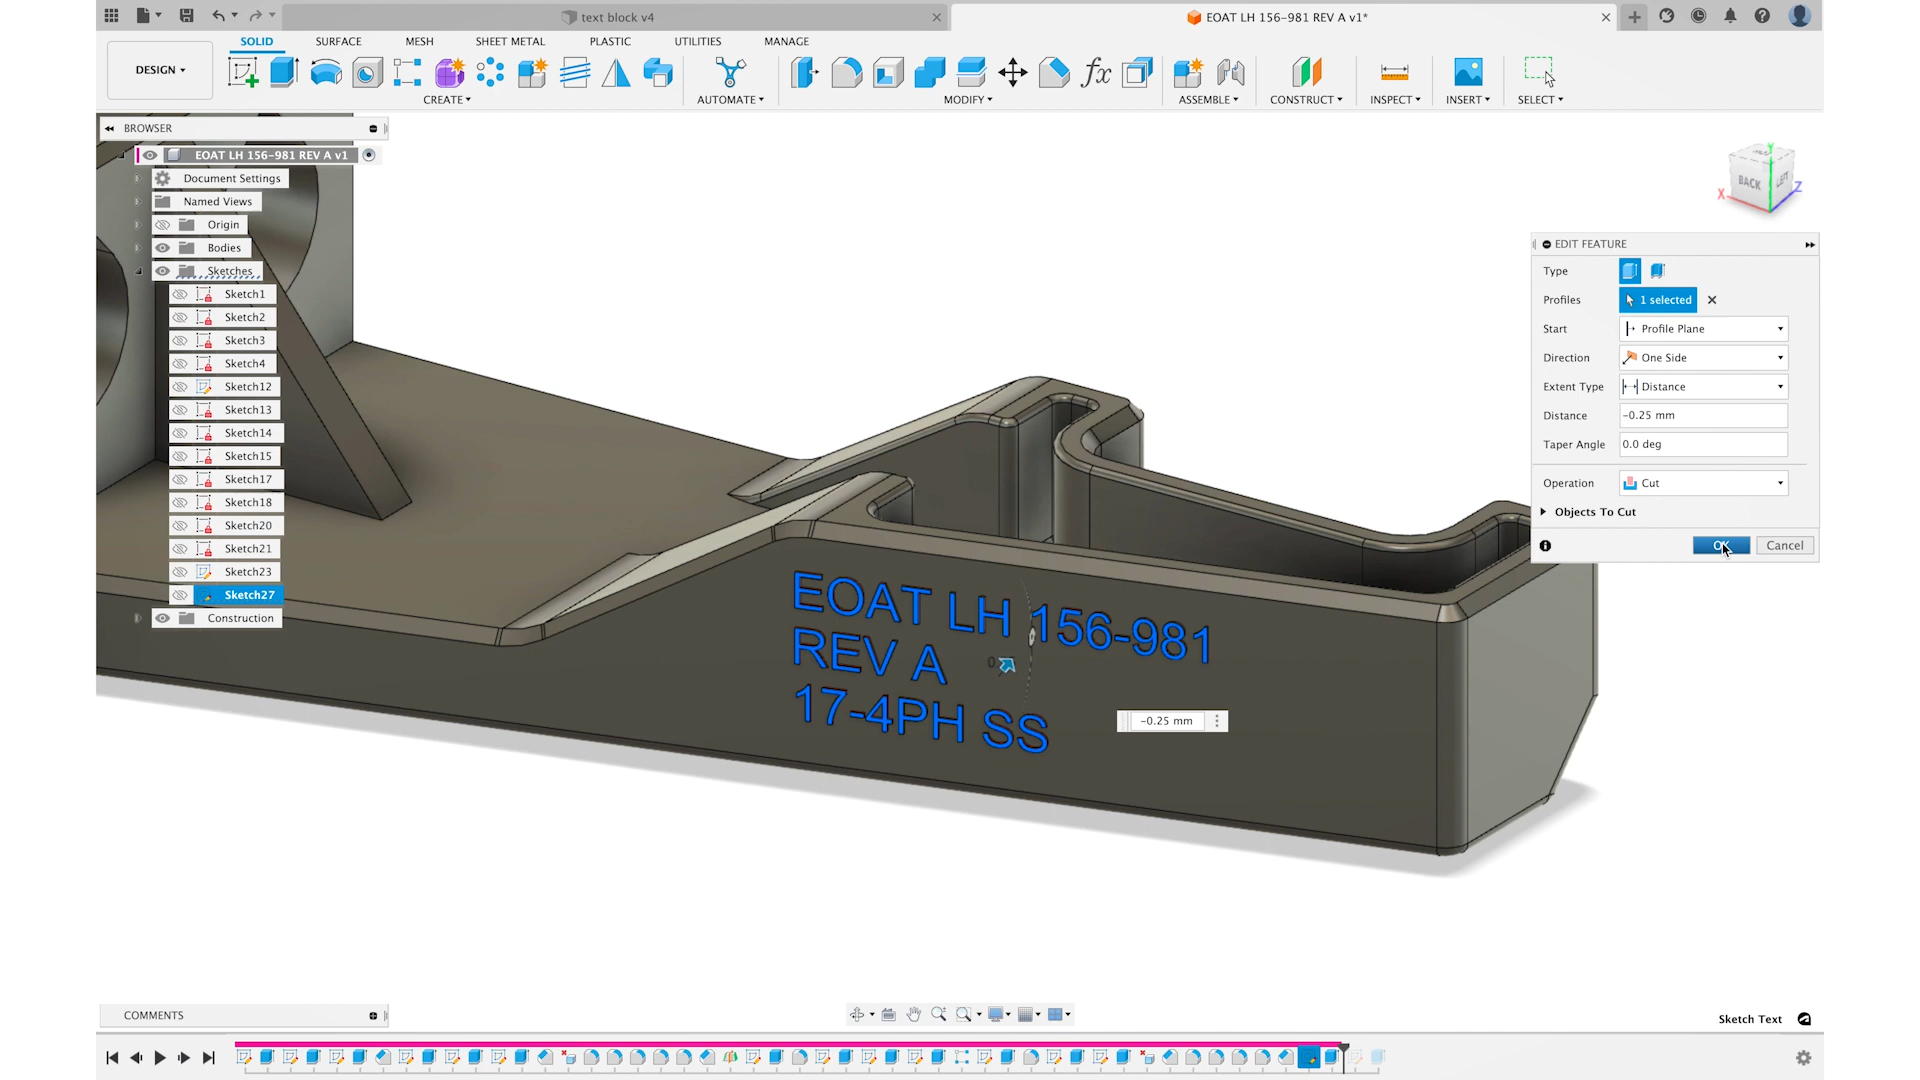 text block v4
EOAT LH 156-981 REV A v1*
DESIGN
SOLID
SURFACE
MESH
SHEET METAL
PLASTIC
UTILITIES
MANAGE
CREATE
AUTOMATE
MODIFY
ASSEMBLE
CONSTRUCT
INSPECT
INSERT
SELECT
BROWSER
EOAT LH 156-981 REV A v1
Document Settings
Named Views
Origin
Bodies
Sketches
Sketch1
Sketch2
Sketch3
Sketch4
Sketch12
Sketch13
Sketch14
Sketch15
Sketch17
Sketch18
Sketch20
Sketch21
Sketch23
Sketch27
Construction
BACK
LEFT
X
Y
Z
EDIT FEATURE
Type
Profiles 1 selected
Start Profile Plane
Direction One Side
Extent Type Distance
Distance -0.25 mm
Taper Angle 0.0 deg
Operation Cut
Objects To Cut
OK Cancel
EOAT LH 156-981
REV A
17-4PH SS
-0.25 mm
COMMENTS
Sketch Text